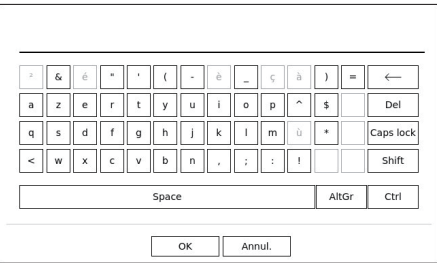 ² & é " ' ( - è _ ç à ) = ←
a z e r t y u i o p ^ $ Del
q s d f g h j k l m ù * Caps lock
< w x c v b n , ; : ! Shift
Space AltGr Ctrl
OK Annul.